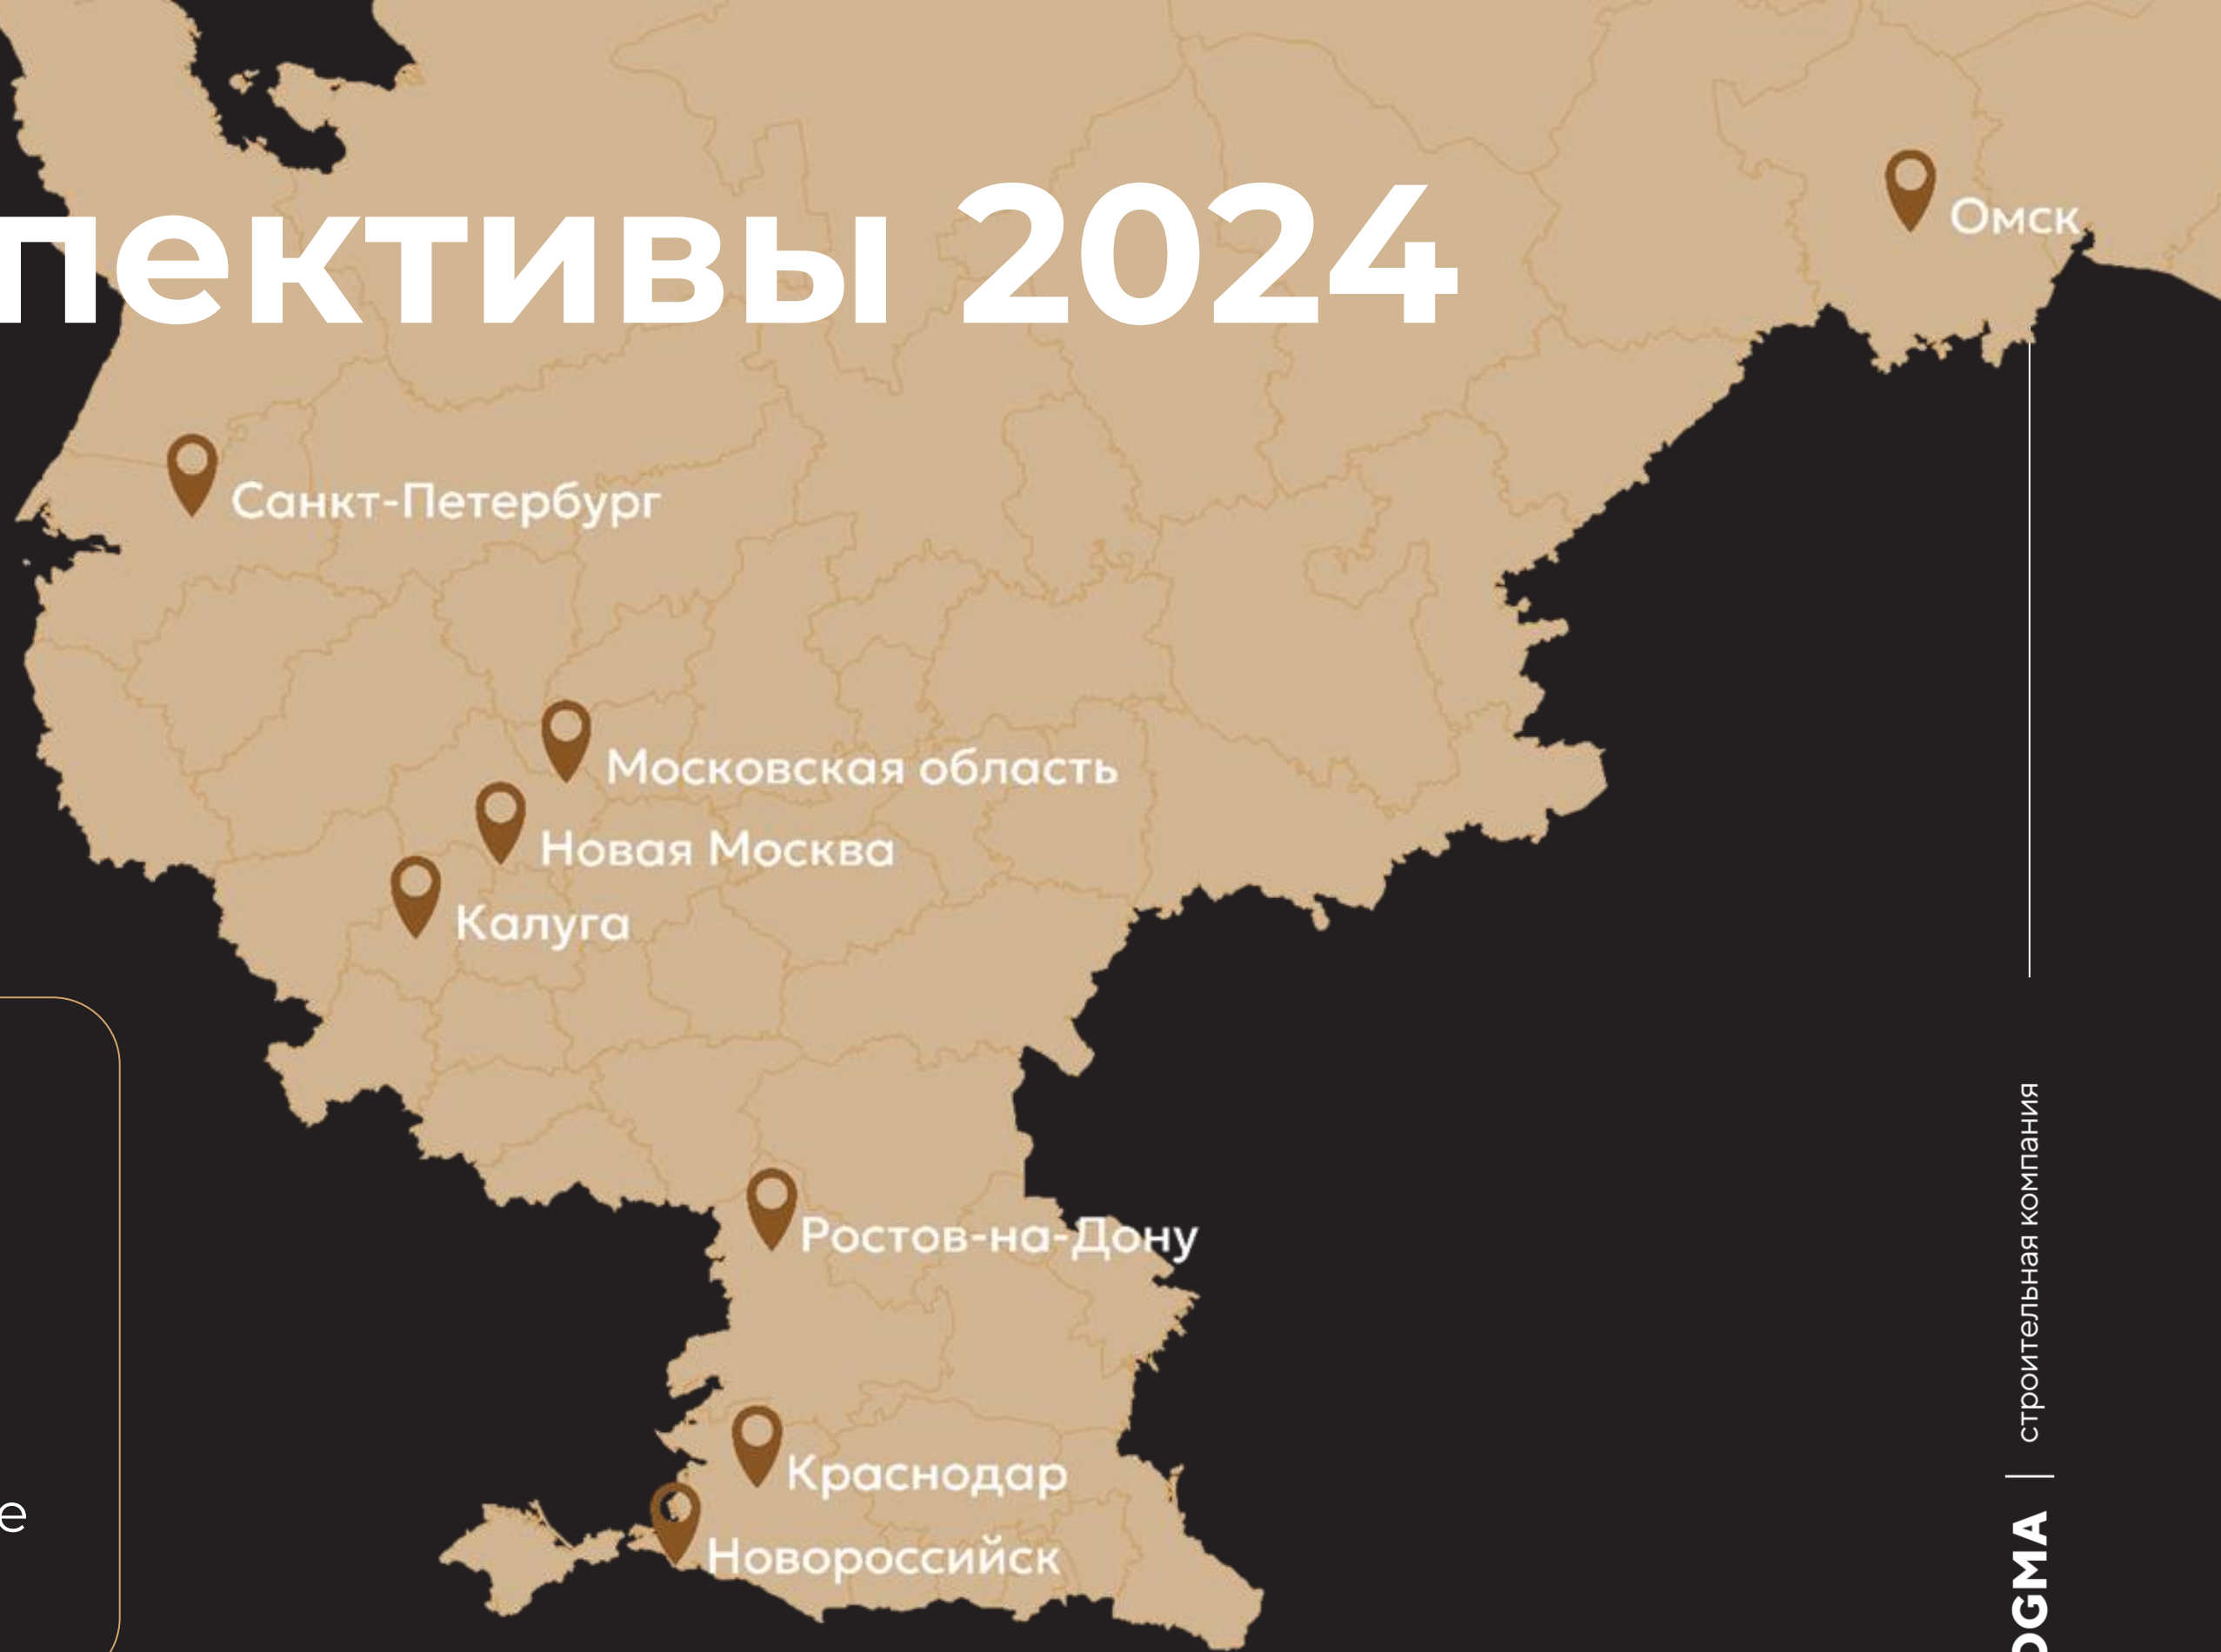 пективы 2024
Омск
Санкт-Петербург
Московская область
Новая Москва
Калуга
Ростов-на-Дону
Краснодар
Новороссийск
е
OGMA | строительная компания